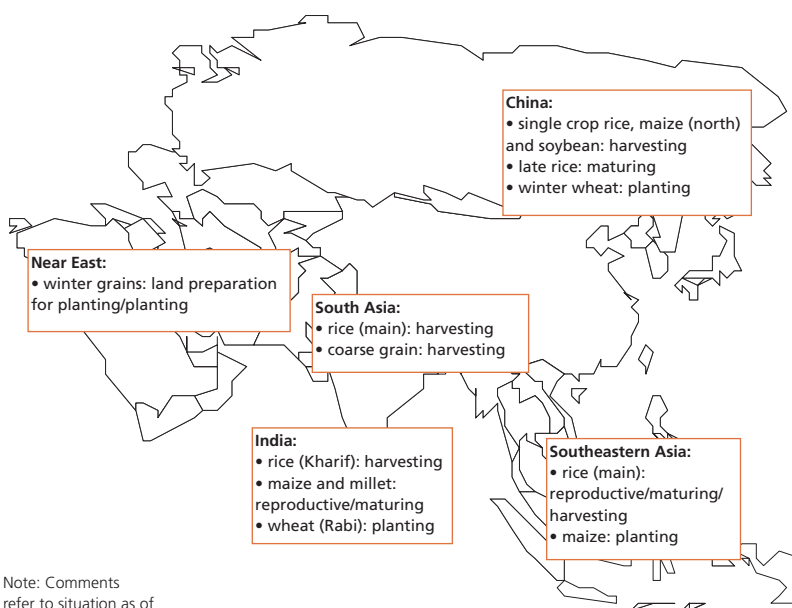 China:
• single crop rice, maize (north)
and soybean: harvesting
• late rice: maturing
• winter wheat: planting
Near East:
• winter grains: land preparation
for planting/planting
South Asia:
• rice (main): harvesting
• coarse grain: harvesting
India:
• rice (Kharif): harvesting
• maize and millet:
reproductive/maturing
• wheat (Rabi): planting
Southeastern Asia:
• rice (main):
reproductive/maturing/
harvesting
• maize: planting
Note: Comments
refer to situation as of